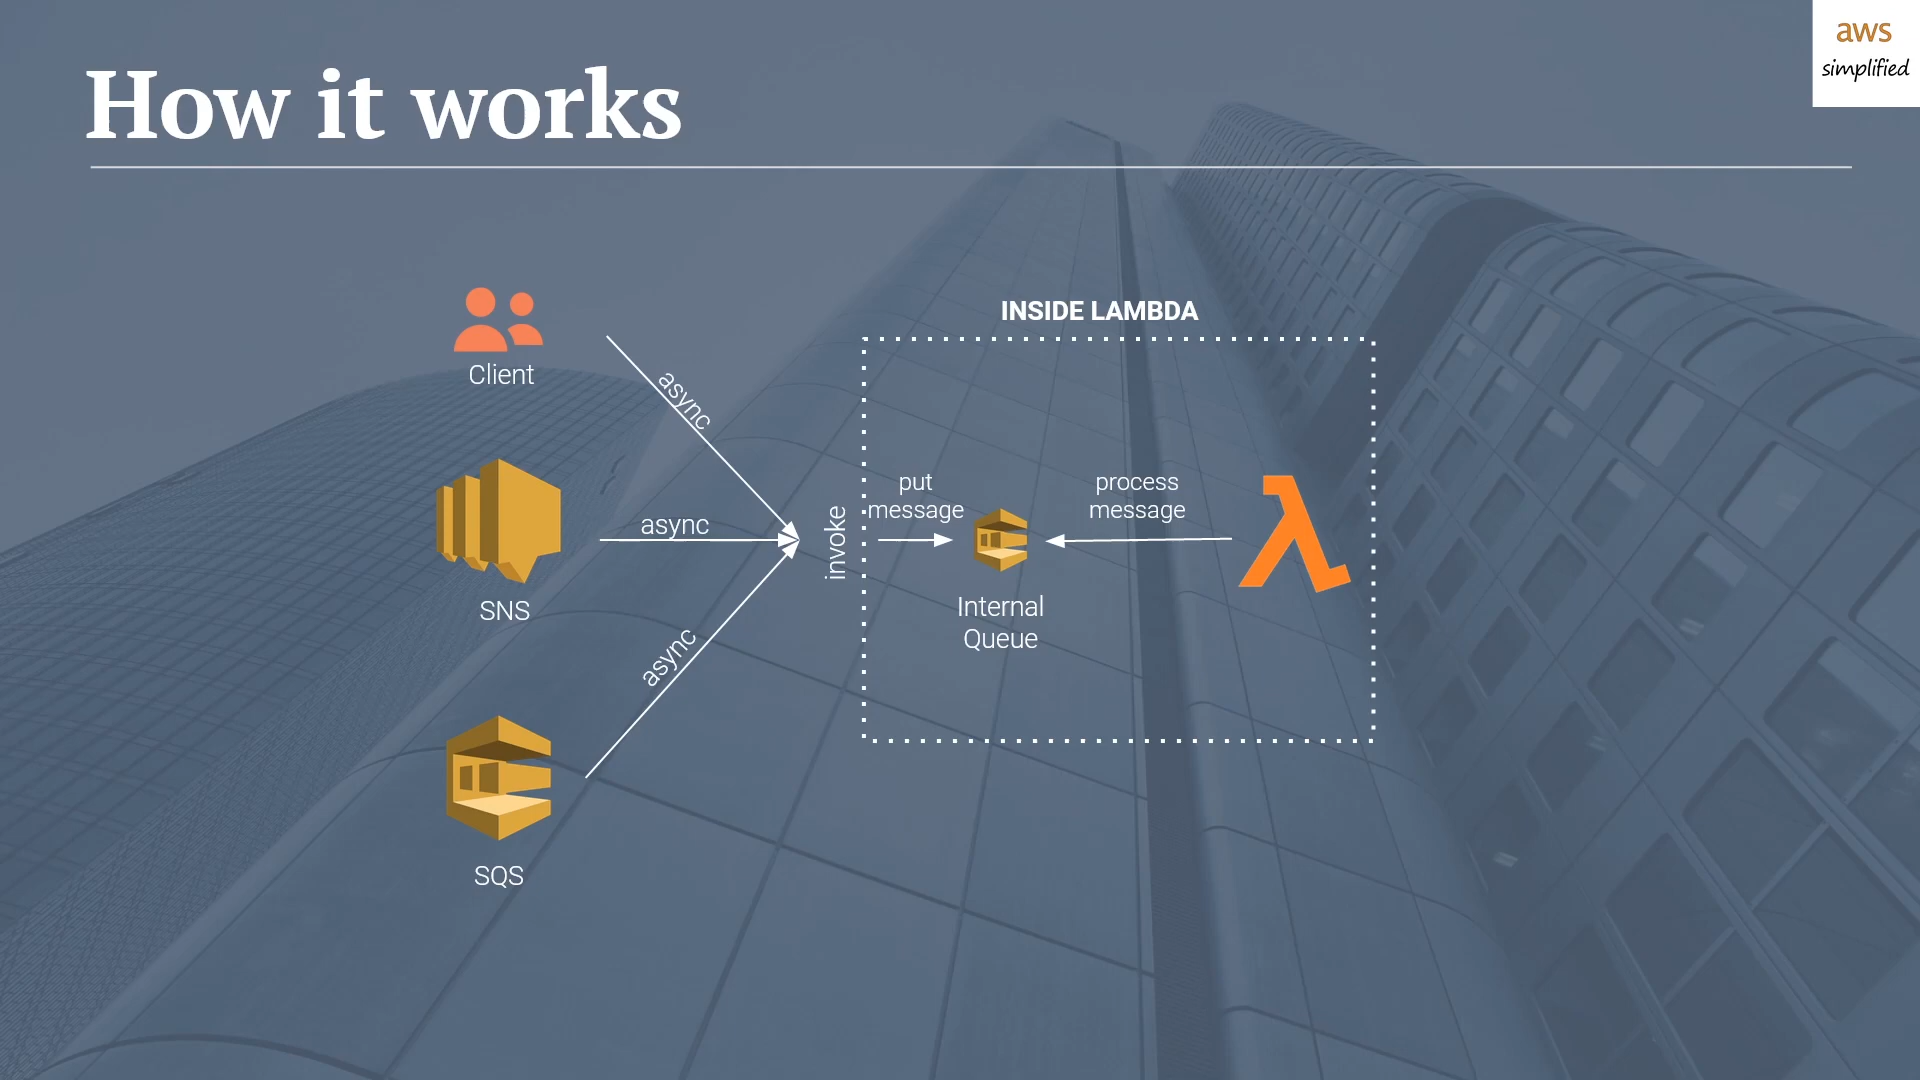 How it works
aws
simplified
Client
async
SNS
async
SQS
async
invoke
INSIDE LAMBDA
put
message
process
message
Internal
Queue